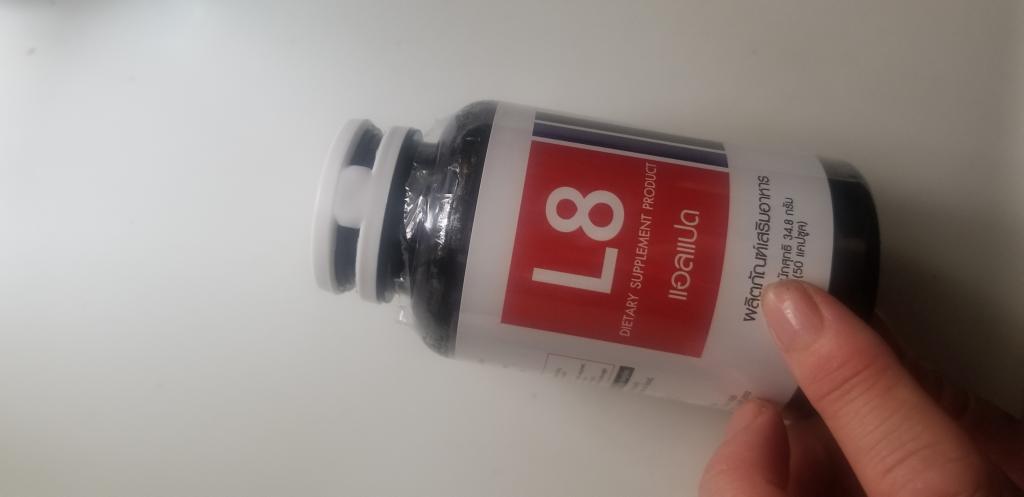 L8
DIETARY SUPPLEMENT PRODUCT
แอลแปด
ผลิตภัณฑ์เสริมอาหาร
34.8 กรัม
(50 แคปซูล)